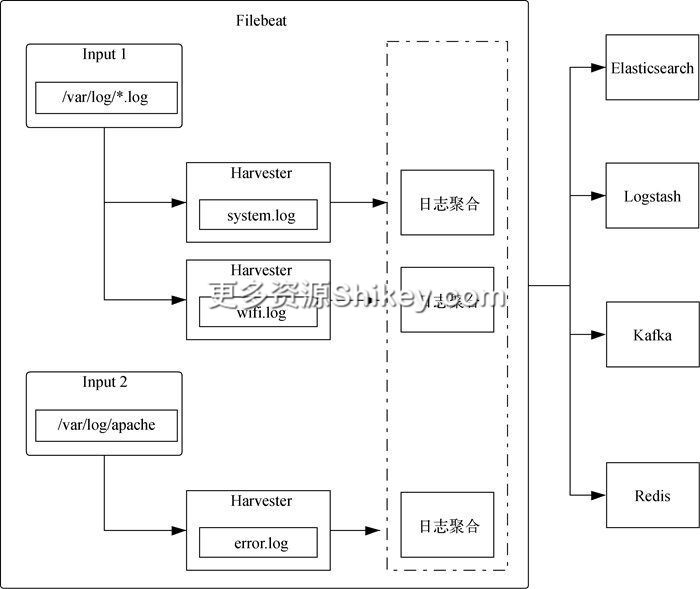 Filebeat
Input 1
/var/log/*.log
Elasticsearch
Harvester
system.log
日志聚合
Logstash
Harvester
wifi.log
日志聚合
更多资源Shikey.com
Kafka
Input 2
/var/log/apache
Harvester
error.log
日志聚合
Redis